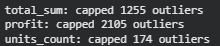 total_sum: capped 1255 outliers
profit: capped 2105 outliers
units_count: capped 174 outliers